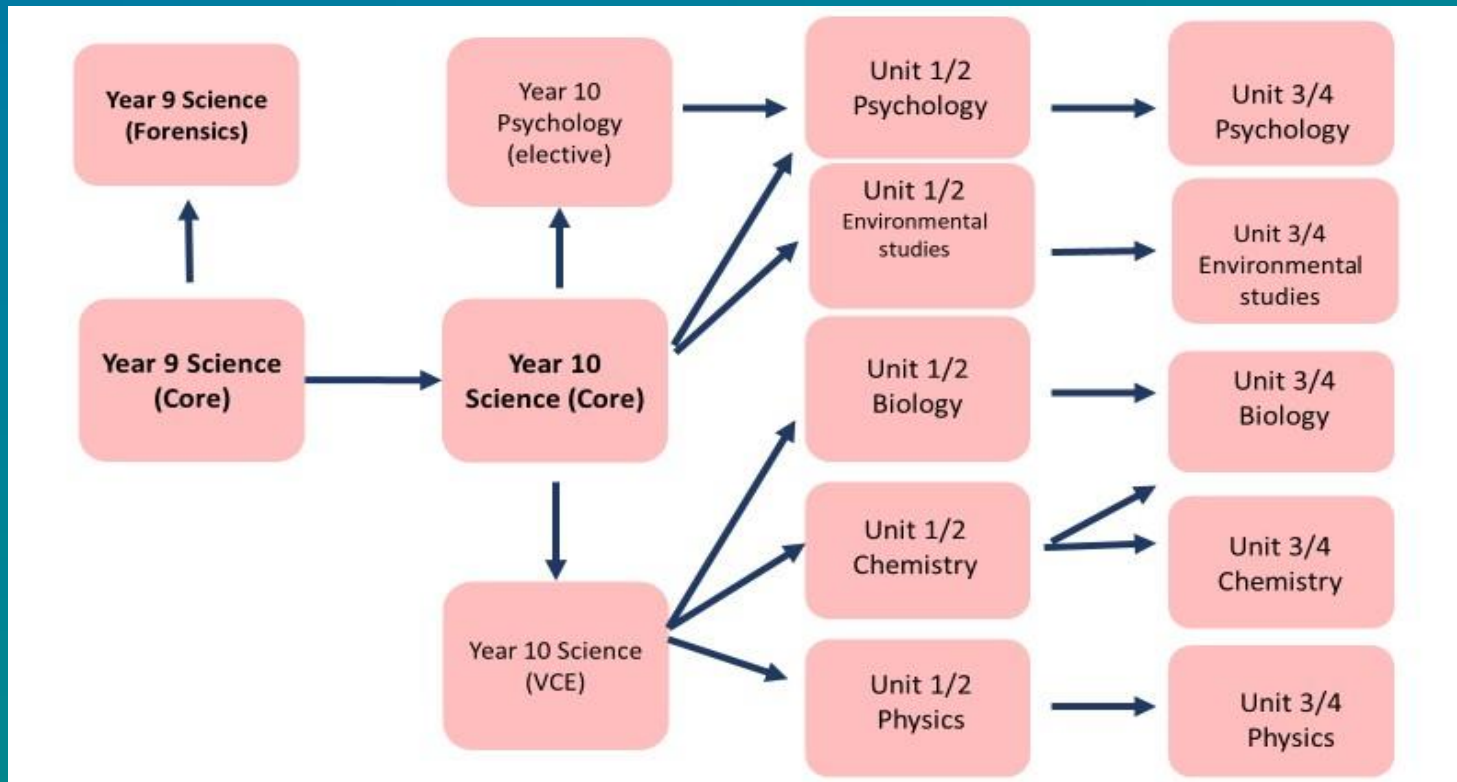 Year 9 Science
(Forensics)
Year 10
Psychology
(elective)
Unit 1/2
Psychology
Unit 3/4
Psychology
Unit 1/2
Environmental
studies
Unit 3/4
Environmental
studies
Year 9 Science
(Core)
Year 10
Science (Core)
Unit 1/2
Biology
Unit 3/4
Biology
Unit 1/2
Chemistry
Unit 3/4
Chemistry
Year 10 Science
(VCE)
Unit 1/2
Physics
Unit 3/4
Physics